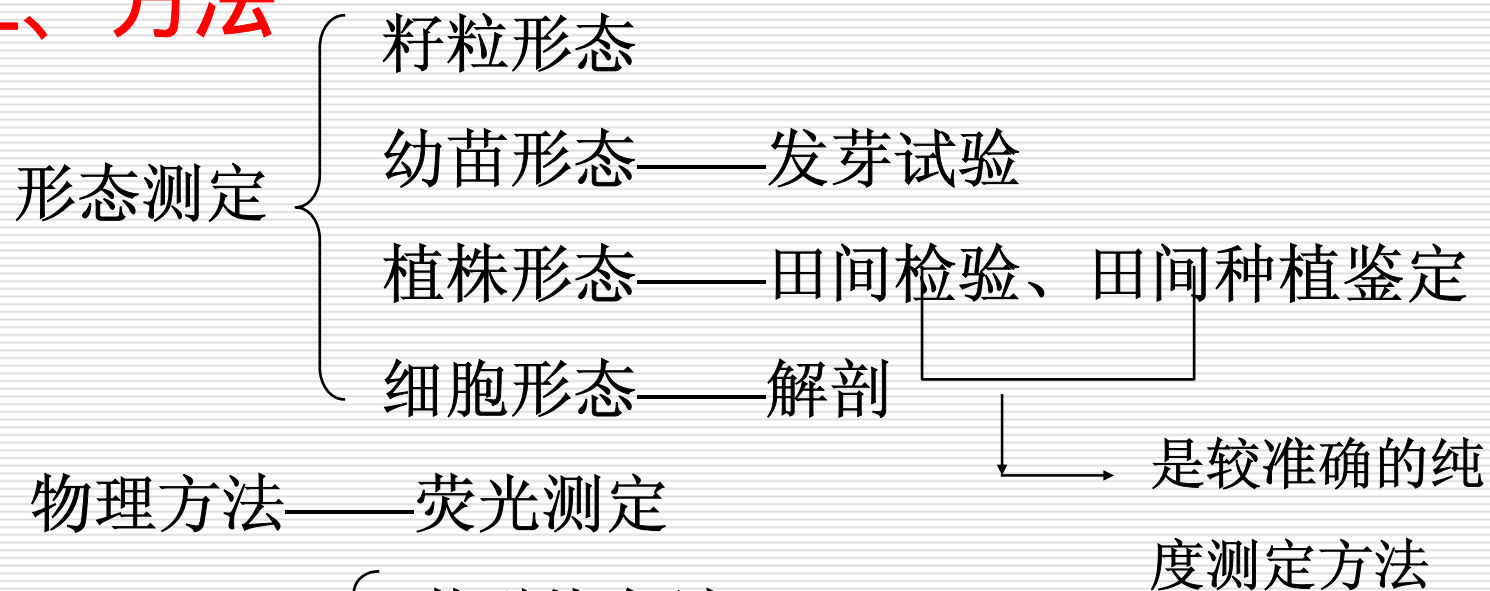 、方法
籽粒形态
幼苗形态——发芽试验
形态测定
植株形态——田间检验、田间种植鉴定
细胞形态——解剖
是较准确的纯
物理方法——荧光测定
度测定方法